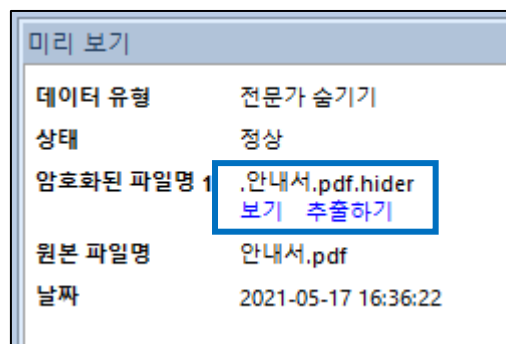 미리 보기
데이터 유형 전문가 숨기기
상태 정상
암호화된 파일명 1 .안내서.pdf.hider
보기 추출하기
원본 파일명 안내서.pdf
날짜 2021-05-17 16:36:22